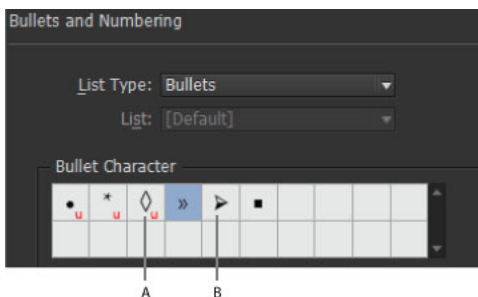 Bullets and Numbering
List Type: Bullets
List: [Default]
Bullet Character
• u * u ◊ u » ➢ ▪
A B